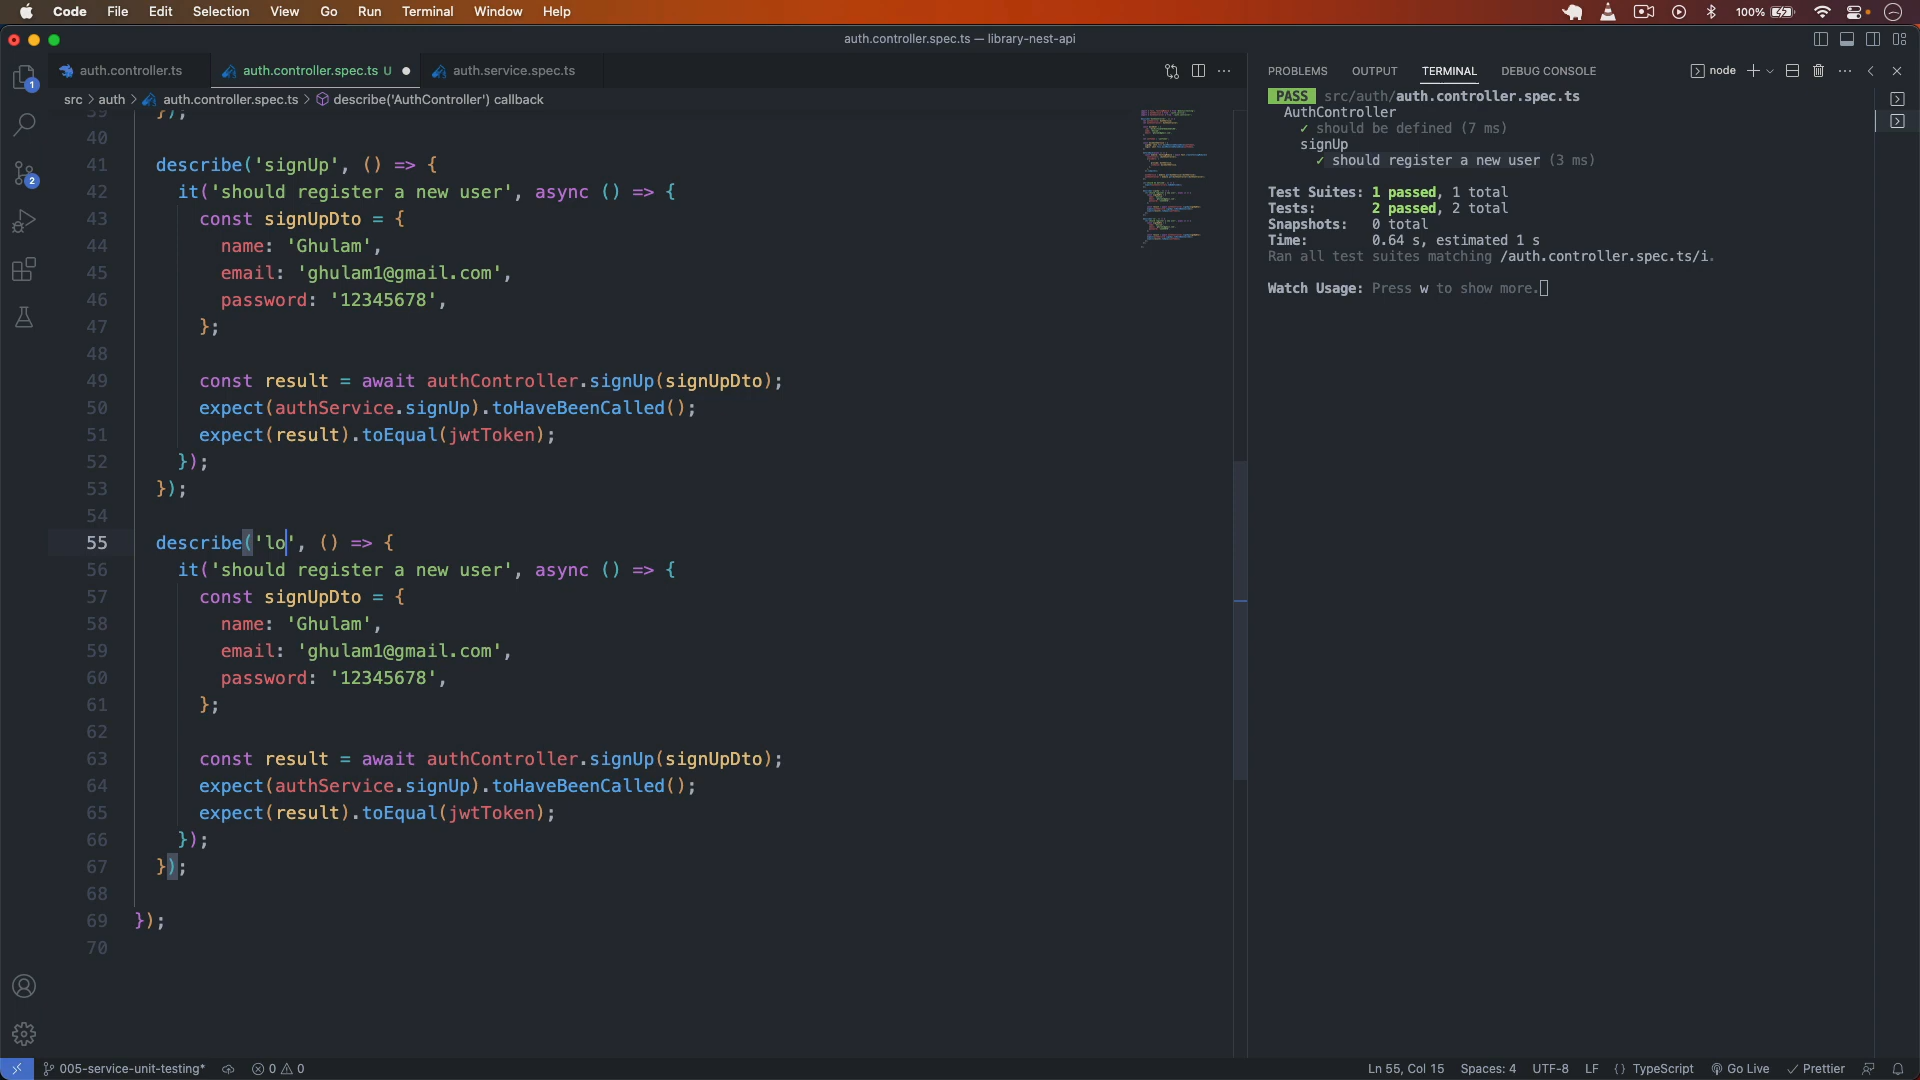 Code File Edit Selection View Go Run Terminal Window Help 100%
auth.controller.spec.ts — library-nest-api
auth.controller.ts auth.controller.spec.ts U auth.service.spec.ts
src > auth > auth.controller.spec.ts > describe('AuthController') callback
39 });
40
41 describe('signUp', () => {
42 it('should register a new user', async () => {
43 const signUpDto = {
44 name: 'Ghulam',
45 email: 'ghulam1@gmail.com',
46 password: '12345678',
47 };
48
49 const result = await authController.signUp(signUpDto);
50 expect(authService.signUp).toHaveBeenCalled();
51 expect(result).toEqual(jwtToken);
52 });
53 });
54
55 describe('lo', () => {
56 it('should register a new user', async () => {
57 const signUpDto = {
58 name: 'Ghulam',
59 email: 'ghulam1@gmail.com',
60 password: '12345678',
61 };
62
63 const result = await authController.signUp(signUpDto);
64 expect(authService.signUp).toHaveBeenCalled();
65 expect(result).toEqual(jwtToken);
66 });
67 });
68
69 });
70
PROBLEMS OUTPUT TERMINAL DEBUG CONSOLE node
PASS src/auth/auth.controller.spec.ts
AuthController
✓ should be defined (7 ms)
signUp
✓ should register a new user (3 ms)
Test Suites: 1 passed, 1 total
Tests: 2 passed, 2 total
Snapshots: 0 total
Time: 0.64 s, estimated 1 s
Ran all test suites matching /auth.controller.spec.ts/i.
Watch Usage: Press w to show more.
1
2
005-service-unit-testing* 0 0 Ln 55, Col 15 Spaces: 4 UTF-8 LF {} TypeScript Go Live ✓ Prettier